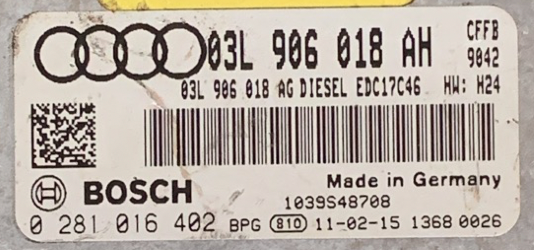 03L 906 018 AH CFFB
9042
03L 906 018 AG DIESEL EDC17C46 HW: H24
BOSCH Made in Germany
1039S48708
0 281 016 402 BPG 810 11-02-15 1368 0026